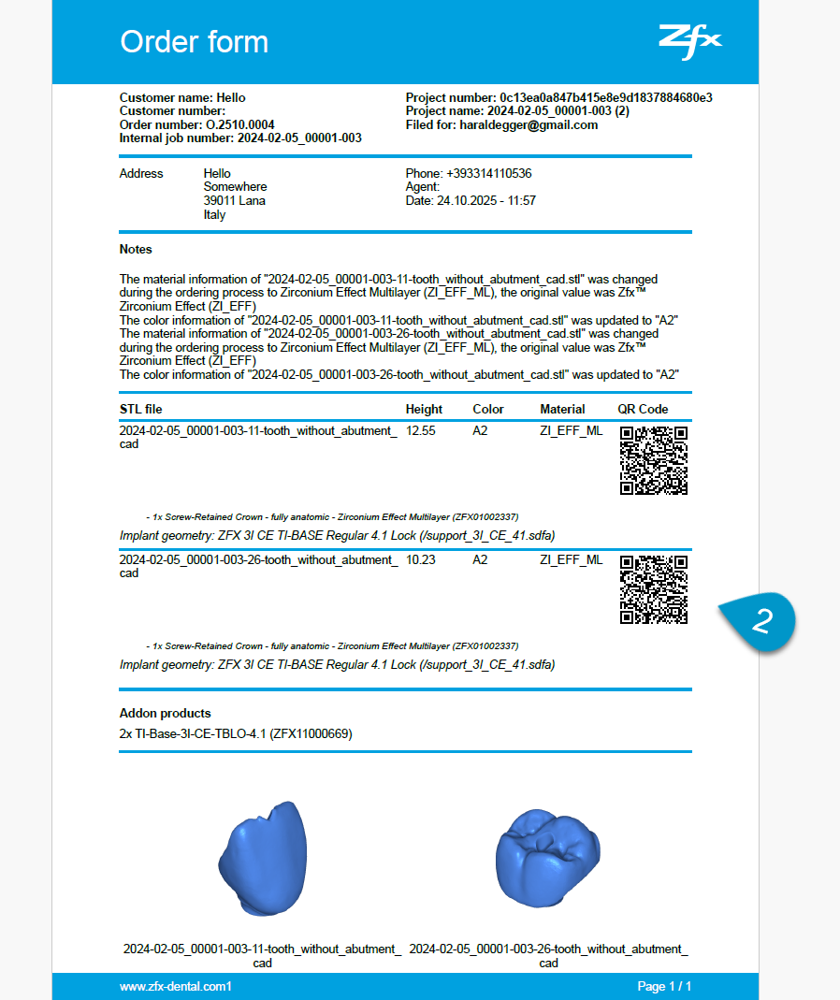 Order form
Zfx
Customer name: Hello
Customer number:
Order number: O.2510.0004
Internal job number: 2024-02-05_00001-003
Project number: 0c13ea0a847b415e8e9d1837884680e3
Project name: 2024-02-05_00001-003 (2)
Filed for: haraldegger@gmail.com
Address
Hello
Somewhere
39011 Lana
Italy
Phone: +393314110536
Agent:
Date: 24.10.2025 - 11:57
Notes
The material information of "2024-02-05_00001-003-11-tooth_without_abutment_cad.stl" was changed
during the ordering process to Zirconium Effect Multilayer (ZI_EFF_ML), the original value was Zfx™
Zirconium Effect (ZI_EFF)
The color information of "2024-02-05_00001-003-11-tooth_without_abutment_cad.stl" was updated to "A2"
The material information of "2024-02-05_00001-003-26-tooth_without_abutment_cad.stl" was changed
during the ordering process to Zirconium Effect Multilayer (ZI_EFF_ML), the original value was Zfx™
Zirconium Effect (ZI_EFF)
The color information of "2024-02-05_00001-003-26-tooth_without_abutment_cad.stl" was updated to "A2"
STL file Height Color Material QR Code
2024-02-05_00001-003-11-tooth_without_abutment_ 12.55 A2 ZI_EFF_ML
cad
- 1x Screw-Retained Crown - fully anatomic - Zirconium Effect Multilayer (ZFX01002337)
Implant geometry: ZFX 3I CE TI-BASE Regular 4.1 Lock (/support_3I_CE_41.sdfa)
2024-02-05_00001-003-26-tooth_without_abutment_ 10.23 A2 ZI_EFF_ML
cad
2
- 1x Screw-Retained Crown - fully anatomic - Zirconium Effect Multilayer (ZFX01002337)
Implant geometry: ZFX 3I CE TI-BASE Regular 4.1 Lock (/support_3I_CE_41.sdfa)
Addon products
2x TI-Base-3I-CE-TBLO-4.1 (ZFX11000669)
2024-02-05_00001-003-11-tooth_without_abutment_
cad
2024-02-05_00001-003-26-tooth_without_abutment_
cad
www.zfx-dental.com1
Page 1 / 1